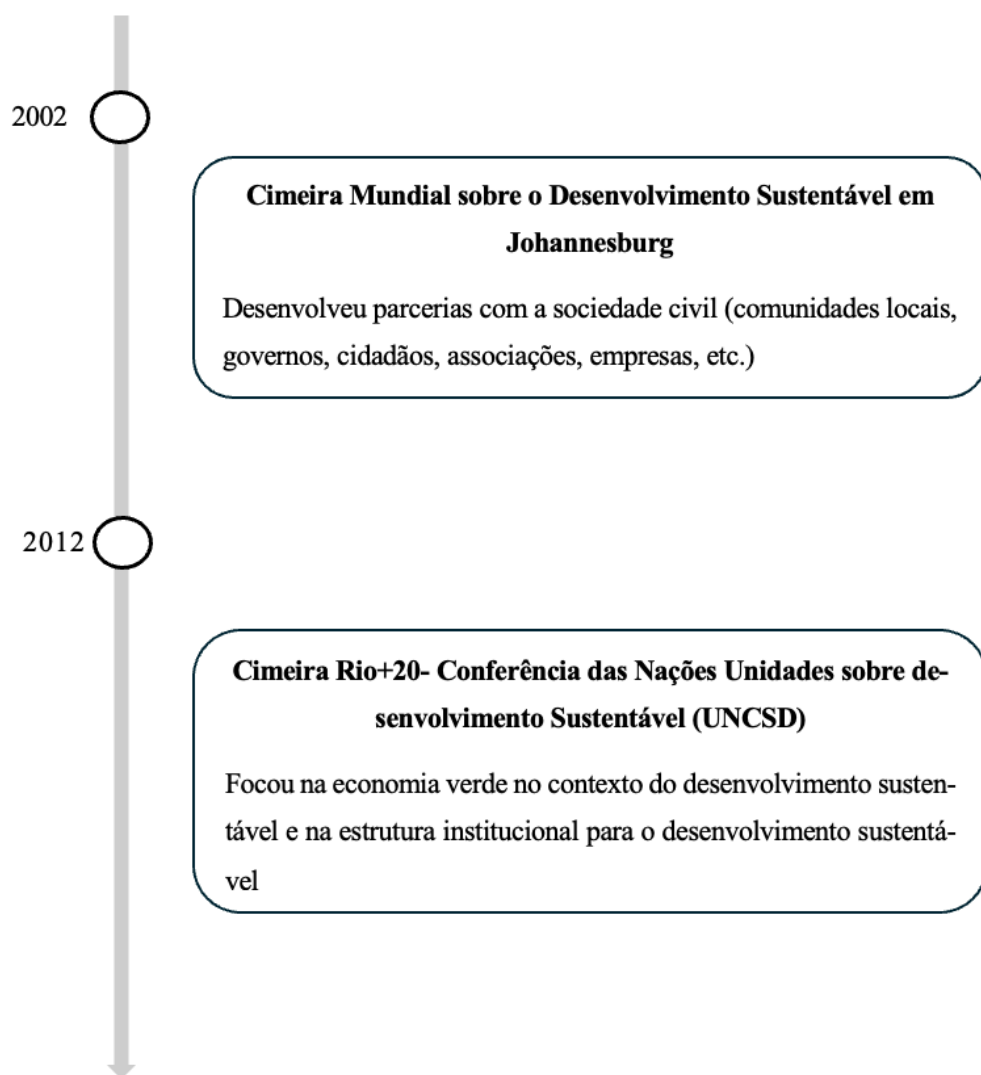 2002
Cimeira Mundial sobre o Desenvolvimento Sustentável em
Johannesburg
Desenvolveu parcerias com a sociedade civil (comunidades locais,
governos, cidadãos, associações, empresas, etc.)
2012
Cimeira Rio+20- Conferência das Nações Unidas sobre de-
senvolvimento Sustentável (UNCSD)
Focou na economia verde no contexto do desenvolvimento susten-
tável e na estrutura institucional para o desenvolvimento sustentá-
vel